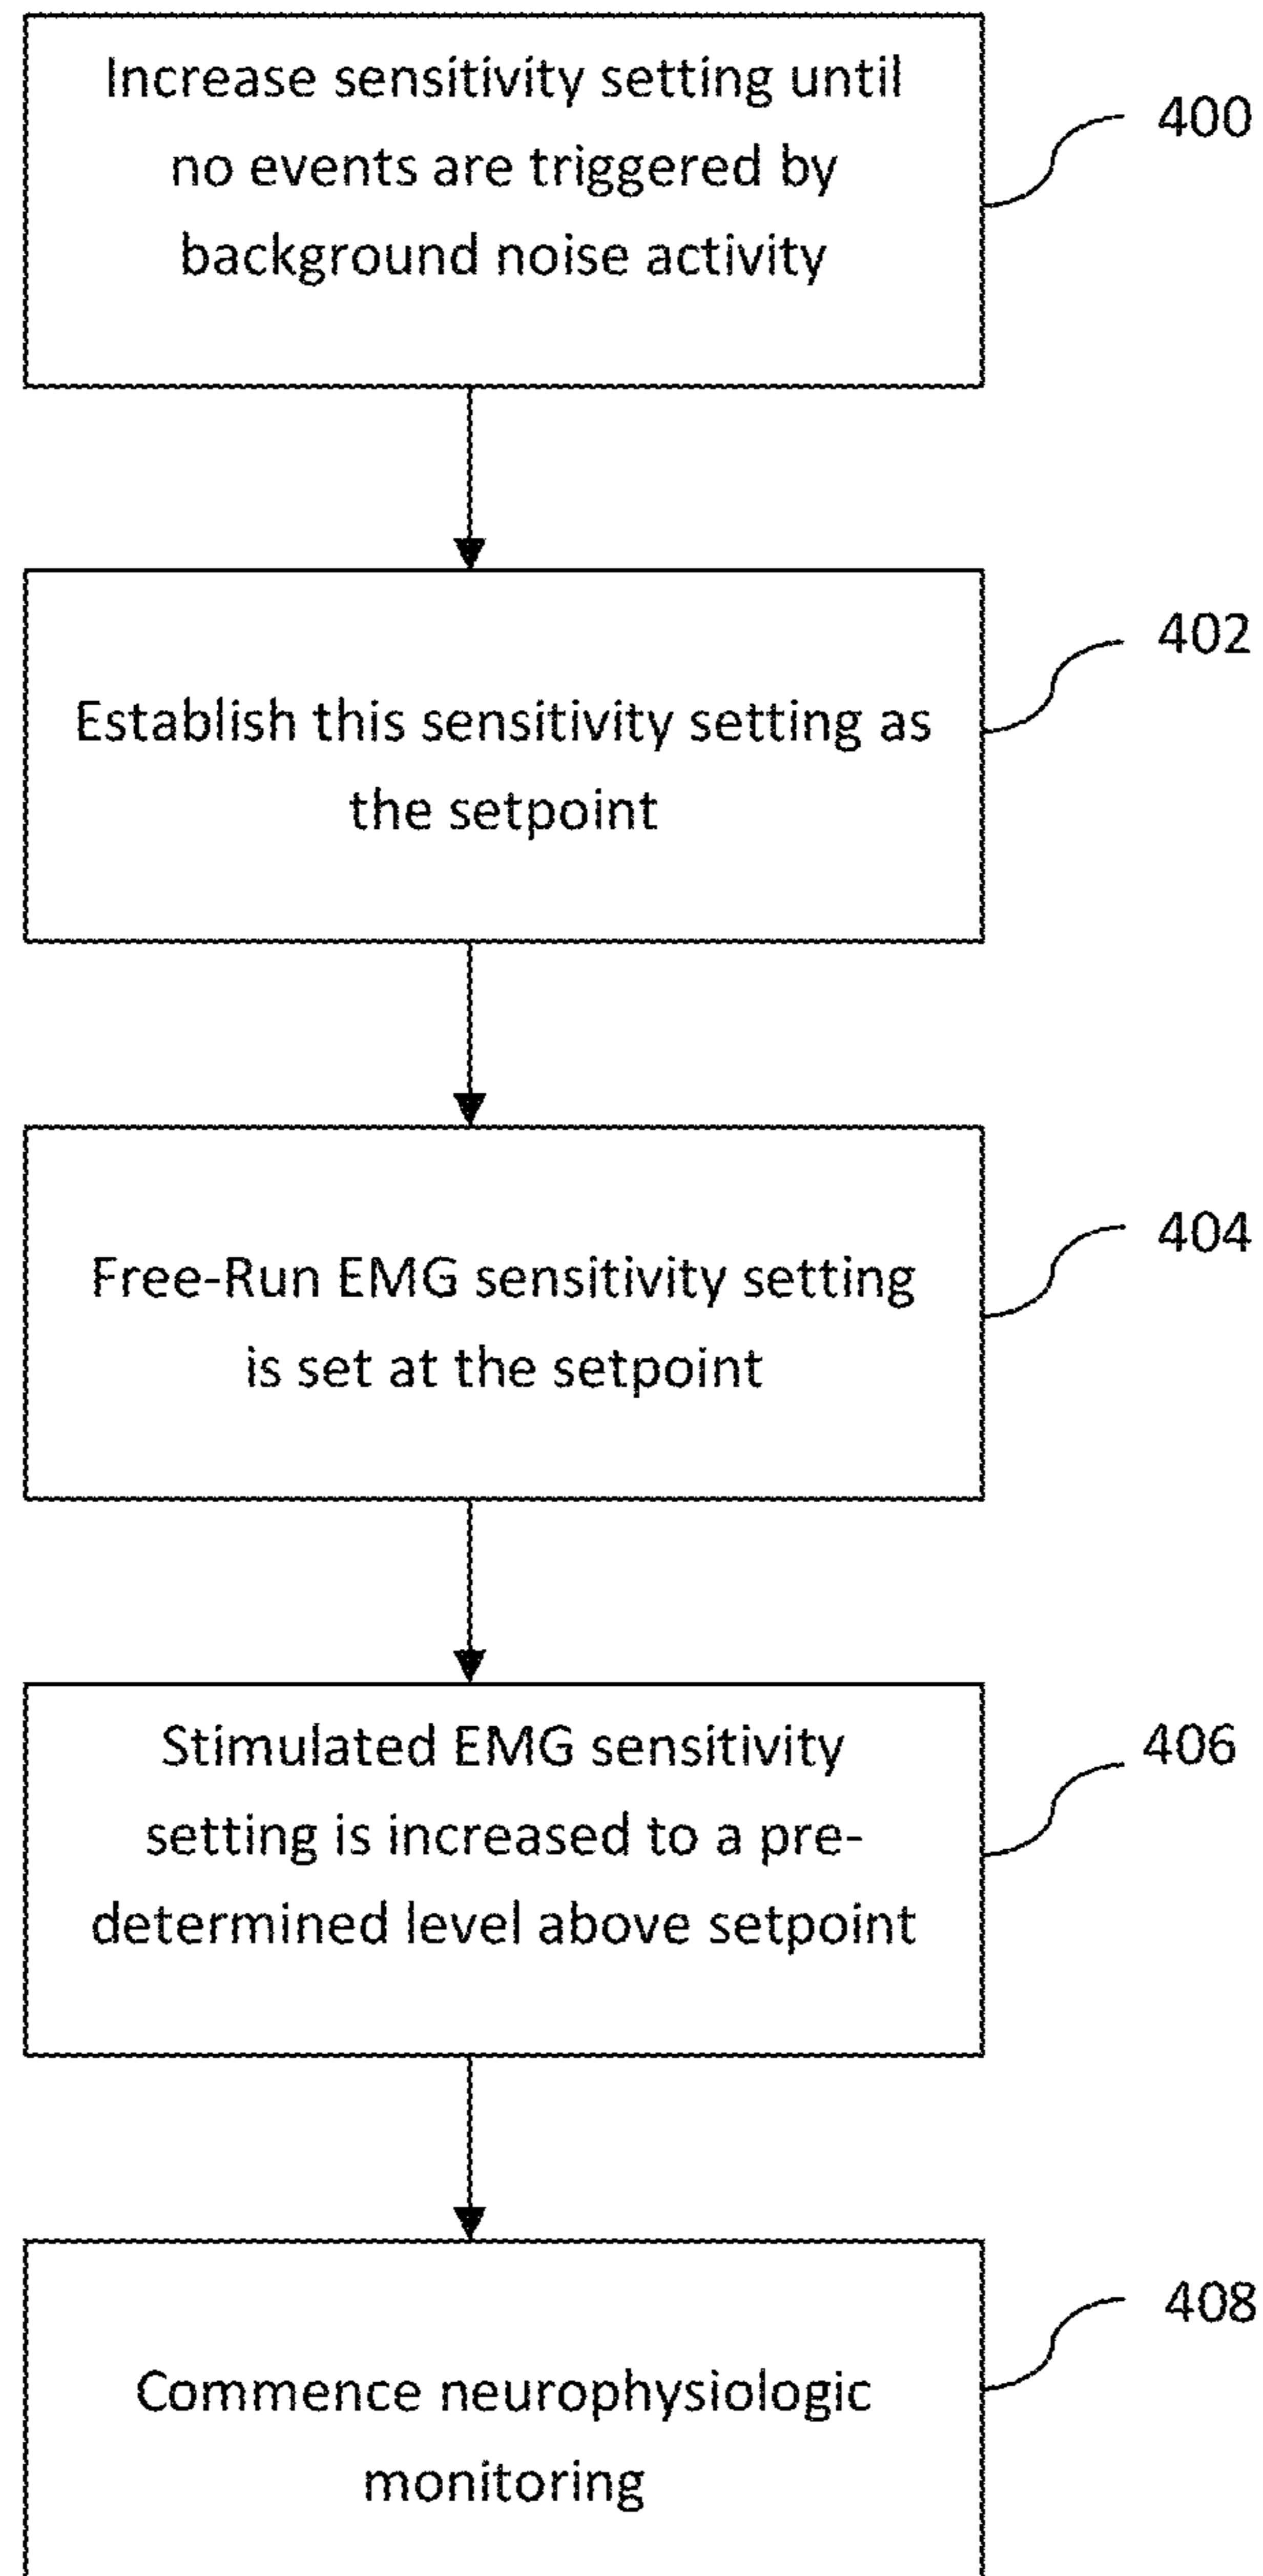 Increase sensitivity setting until
no events are triggered by
background noise activity
400
Establish this sensitivity setting as
the setpoint
402
Free-Run EMG sensitivity setting
is set at the setpoint
404
Stimulated EMG sensitivity
setting is increased to a pre-
determined level above setpoint
406
Commence neurophysiologic
monitoring
408